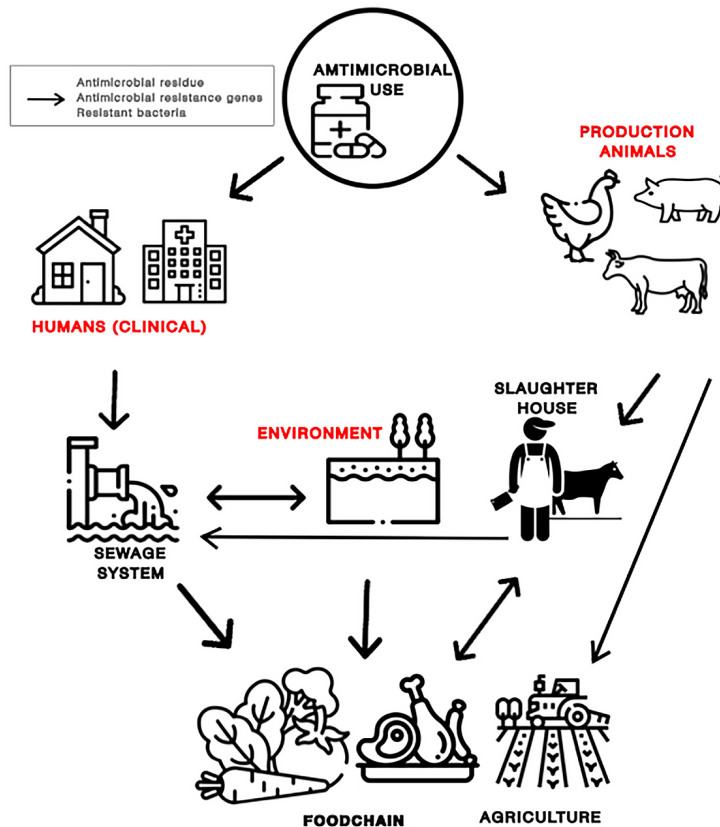 AMTIMICROBIAL
USE
Antimicrobial residue
Antimicrobial resistance genes
Resistant bacteria
PRODUCTION
ANIMALS
HUMANS (CLINICAL)
SLAUGHTER
HOUSE
ENVIRONMENT
SEWAGE
SYSTEM
FOODCHAIN
AGRICULTURE